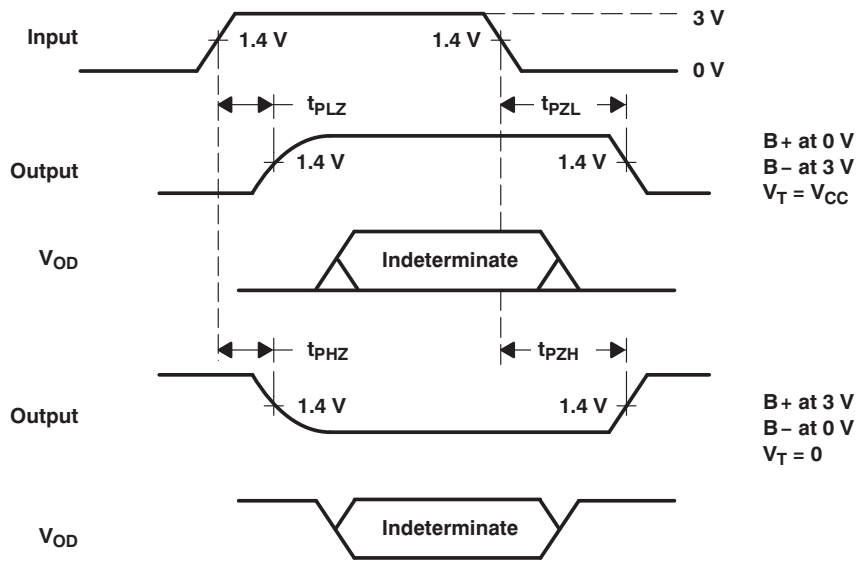 3 V
Input
1.4 V
1.4 V
0 V
tPLZ
tPZL
Output
1.4 V
1.4 V
B+ at 0 V
B− at 3 V
VT = VCC
VOD
Indeterminate
tPHZ
tPZH
Output
1.4 V
1.4 V
B+ at 3 V
B− at 0 V
VT = 0
VOD
Indeterminate